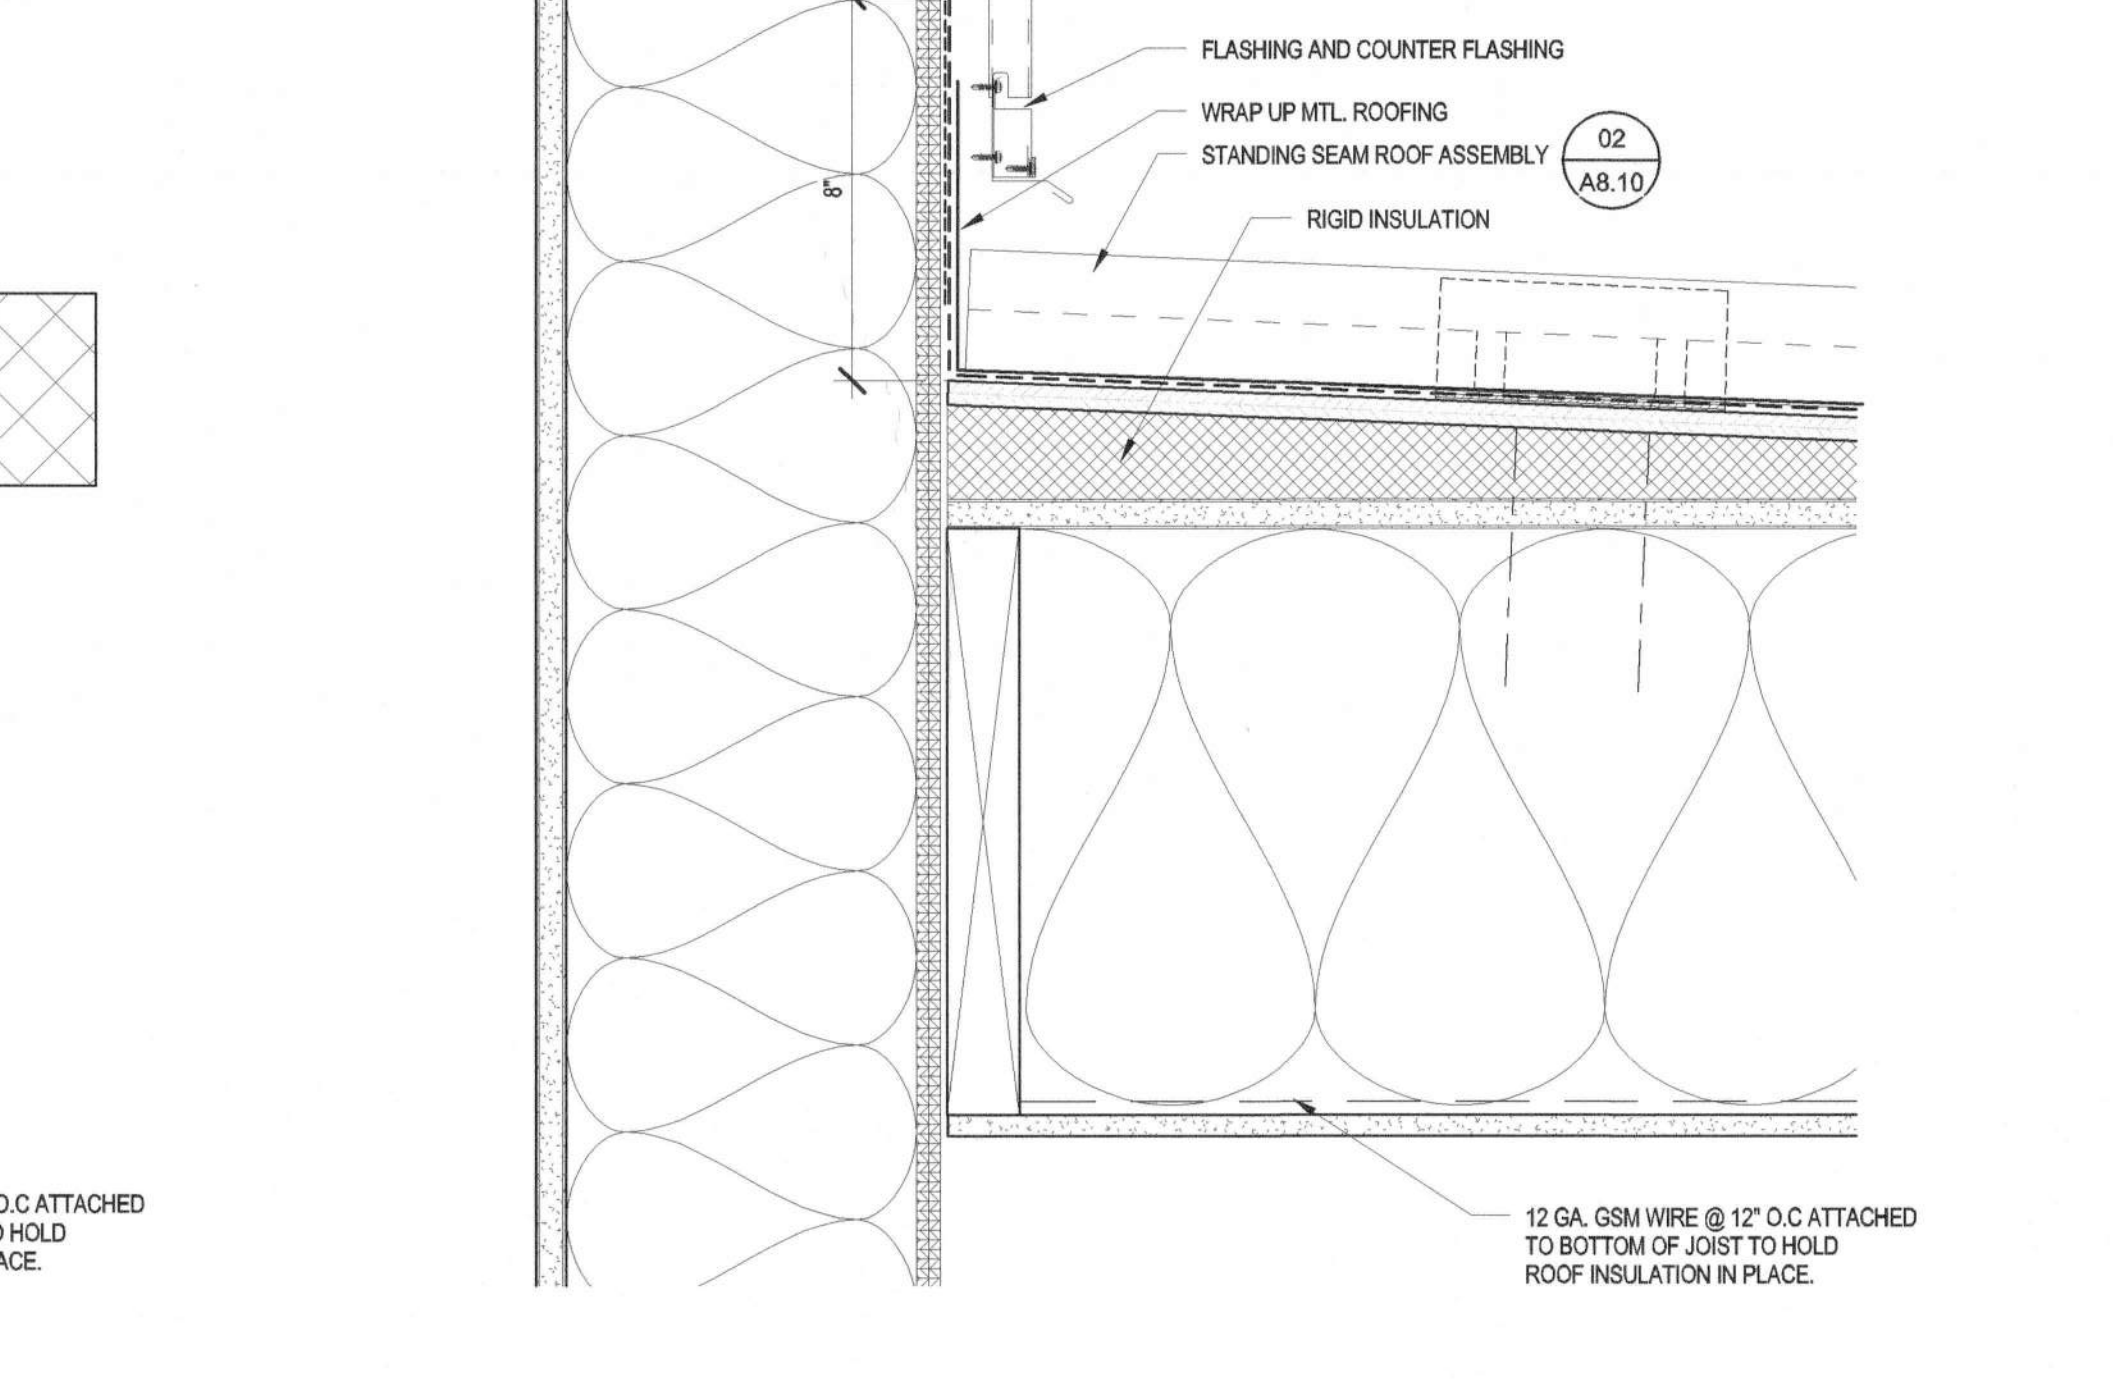 FLASHING AND COUNTER FLASHING
WRAP UP MTL. ROOFING
STANDING SEAM ROOF ASSEMBLY
02
A8.10
RIGID INSULATION
8"
O.C ATTACHED
HOLD
12 GA. GSM WIRE @ 12" O.C ATTACHED
TO BOTTOM OF JOIST TO HOLD
ROOF INSULATION IN PLACE.